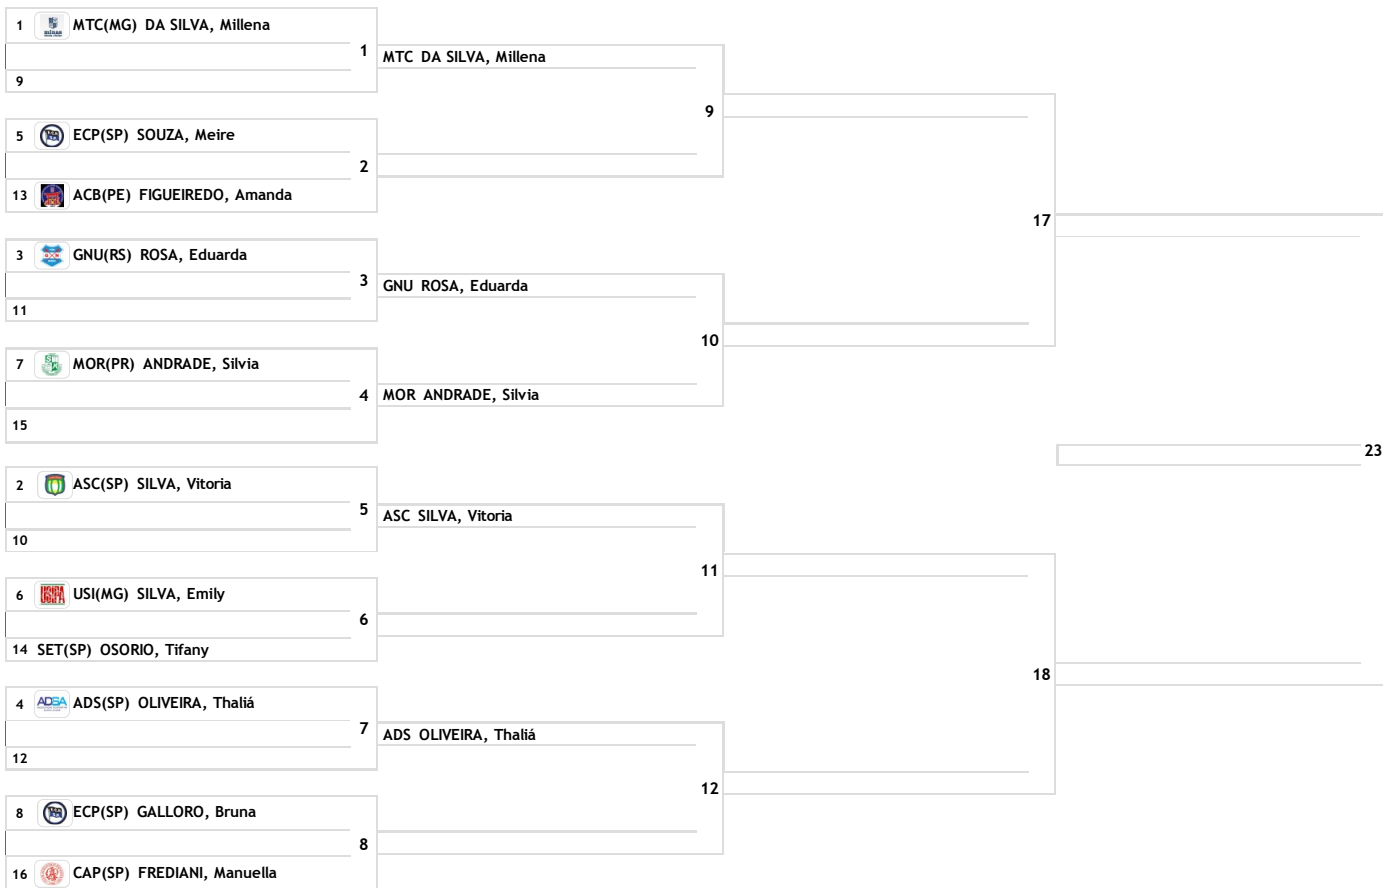 1 MTC(MG) DA SILVA, Millena
1
MTC DA SILVA, Millena
9
9
5 ECP(SP) SOUZA, Meire
2
13 ACB(PE) FIGUEIREDO, Amanda
17
3 GNU(RS) ROSA, Eduarda
3
GNU ROSA, Eduarda
11
10
7 MOR(PR) ANDRADE, Silvia
4 MOR ANDRADE, Silvia
15
23
2 ASC(SP) SILVA, Vitoria
5
ASC SILVA, Vitoria
10
11
6 USI(MG) SILVA, Emily
6
14 SET(SP) OSORIO, Tifany
18
4 ADSA ADS(SP) OLIVEIRA, Thaliá
7
ADS OLIVEIRA, Thaliá
12
12
8 ECP(SP) GALLORO, Bruna
8
16 CAP(SP) FREDIANI, Manuella